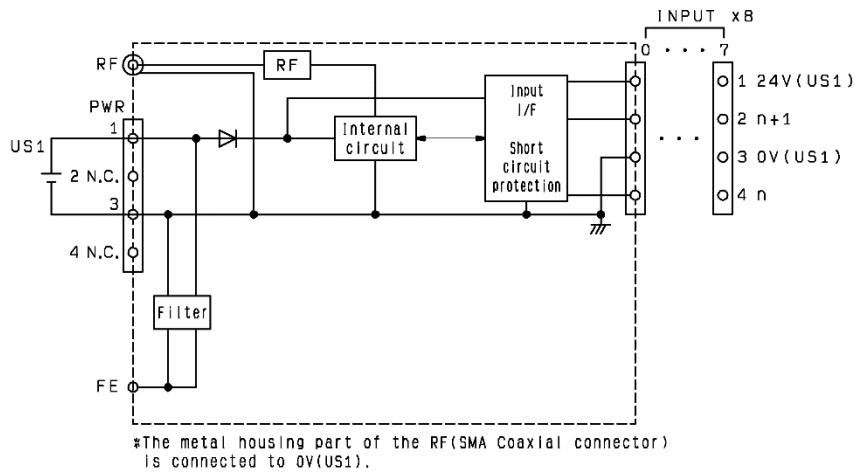 INPUT x8
0 . . . 7
RF
RF
PWR
1
US1
2 N.C.
3
4 N.C.
Internal
circuit
Input
I/F
Short
circuit
protection
. . .
1 24V(US1)
2 n+1
3 0V(US1)
4 n
Filter
FE
*The metal housing part of the RF(SMA Coaxial connector)
is connected to 0V(US1).